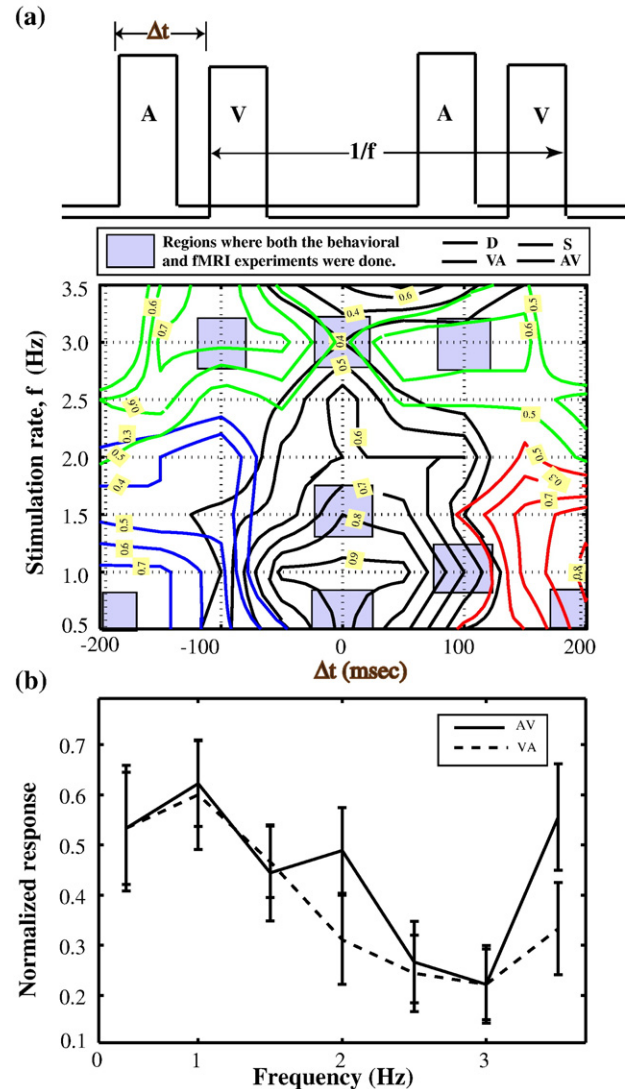 (a)
Δt
A V A V
1/f
Regions where both the behavioral D S
and fMRI experiments were done. VA AV
3.5
3.0
2.5
2.0
1.5
1.0
0.5
Stimulation rate, f (Hz)
0.6 0.7 0.6 0.5 0.3 0.5 0.4 0.5 0.6 0.7
0.4 0.6 0.4 0.5 0.6 0.7 0.8 0.9
0.5 0.6 0.5 0.5 0.3 0.7 0.8
-200 -100 0 100 200
Δt (msec)
(b)
AV
VA
0.7
0.6
0.5
0.4
0.3
0.2
0.1
Normalized response
0 1 2 3
Frequency (Hz)